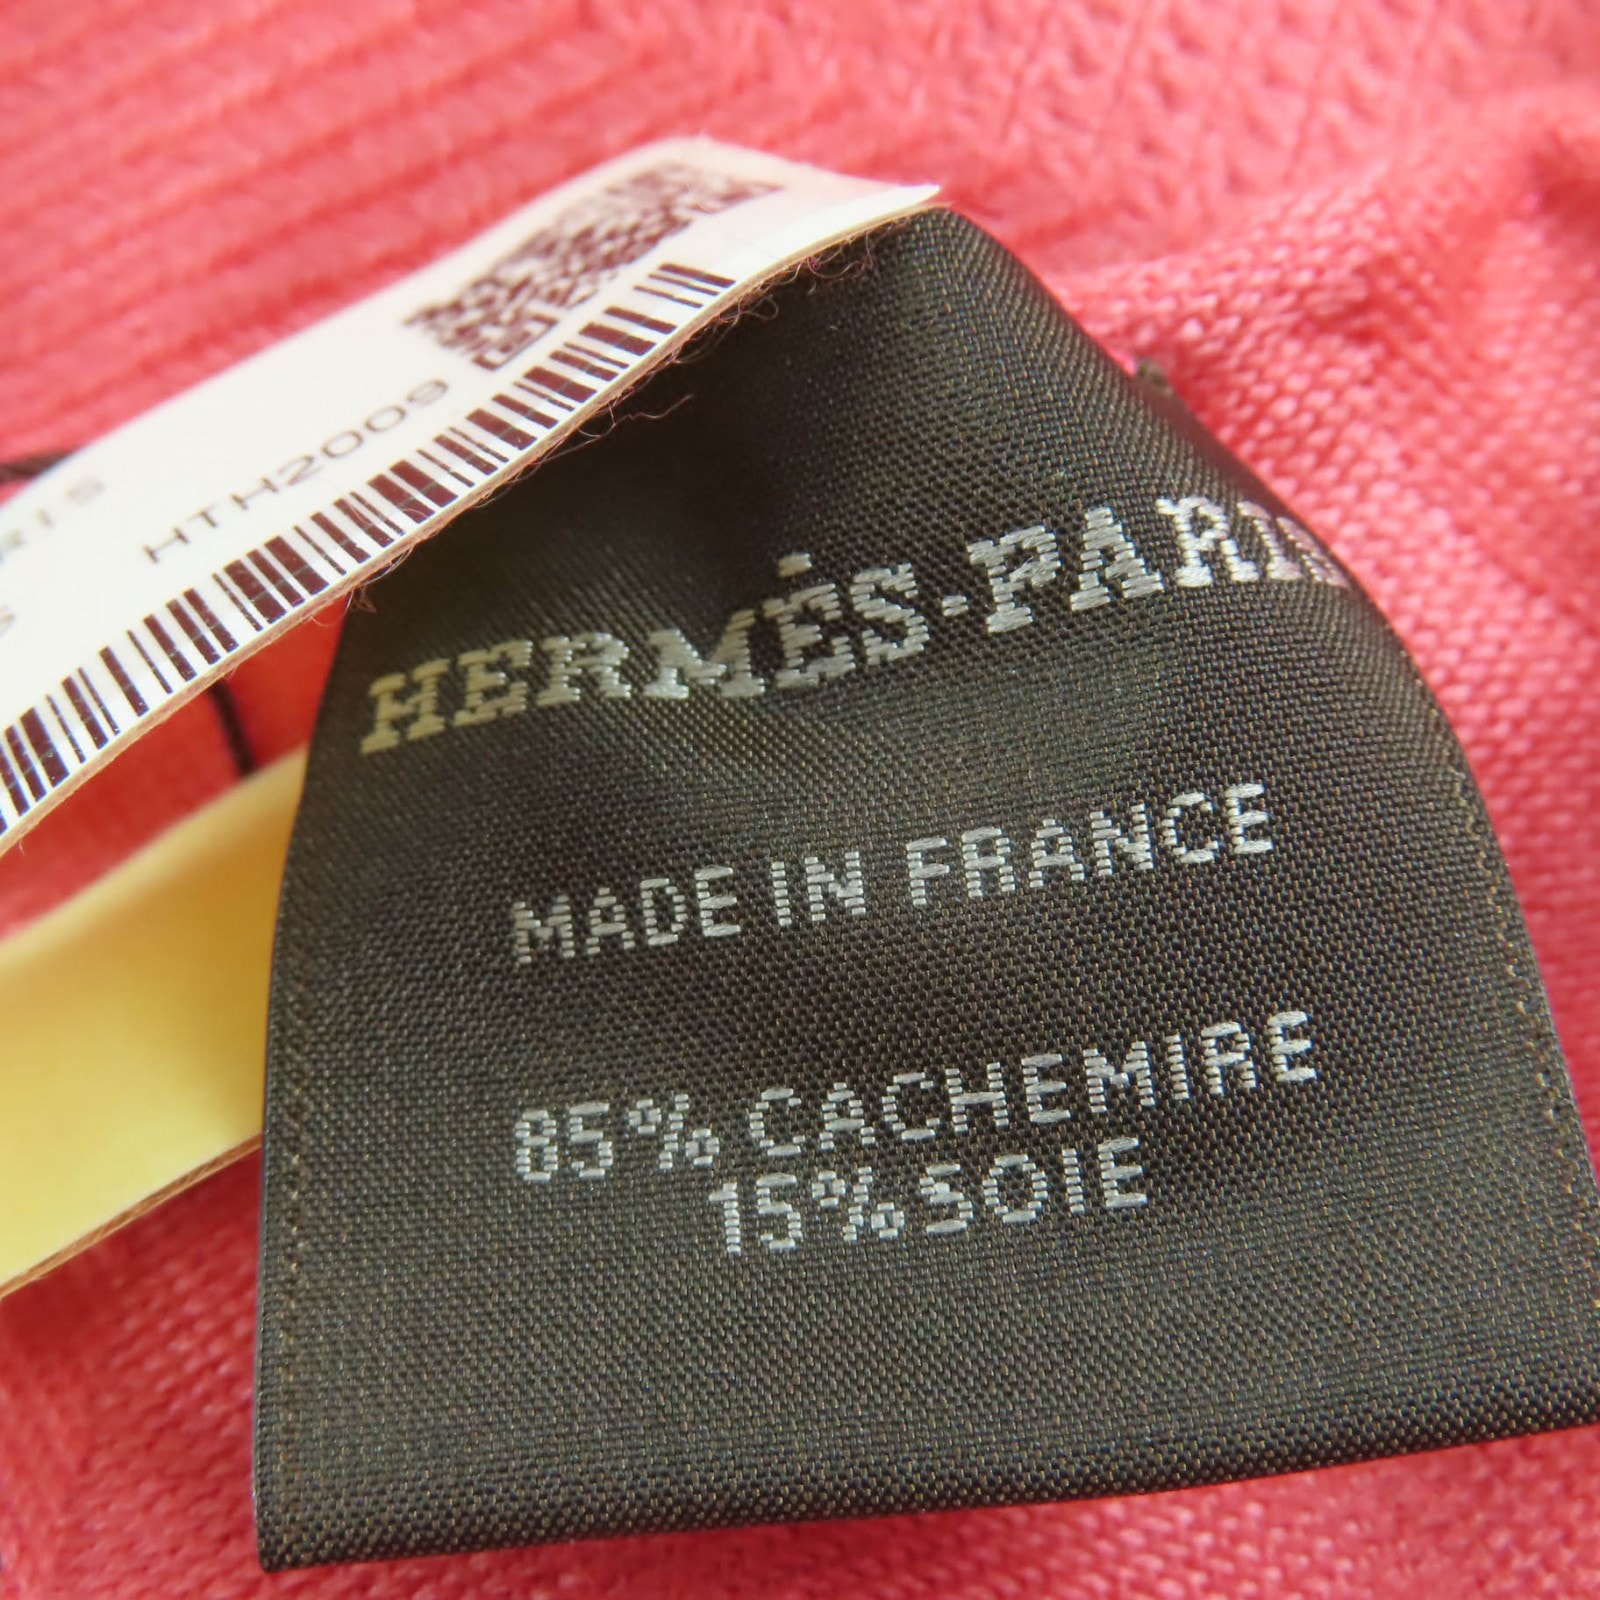 HTH2009
HERMÈS-PARIS
MADE IN FRANCE
85% CACHEMIRE
15% SOIE